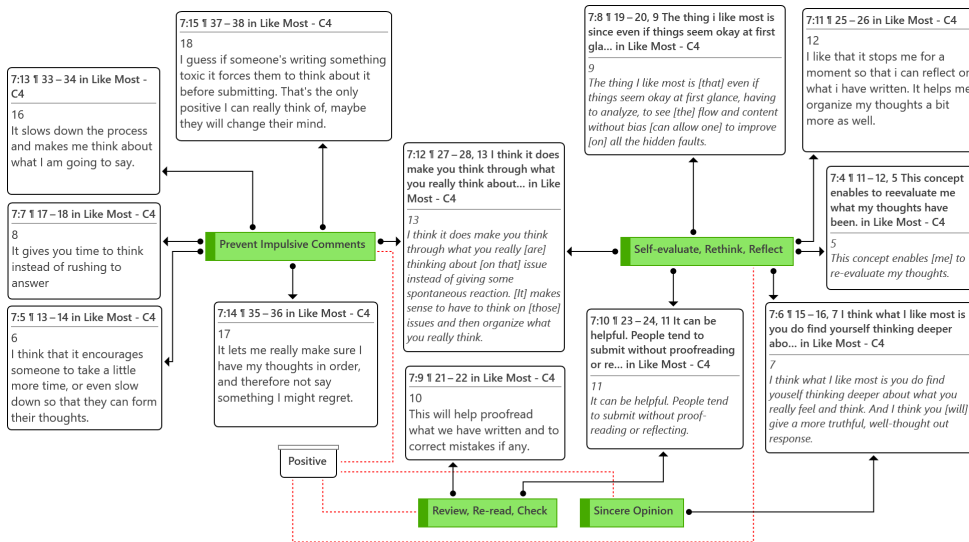 7:15 ¶ 37 – 38 in Like Most - C4
18
I guess if someone's writing something
toxic it forces them to think about it
before submitting. That's the only
positive I can really think of, maybe
they will change their mind.
7:8 ¶ 19 – 20, 9 The thing i like most is
since even if things seem okay at first
gla... in Like Most - C4
9
The thing I like most is [that] even if
things seem okay at first glance, having
to analyze, to see [the] flow and content
without bias [can allow one] to improve
[on] all the hidden faults.
7:11 ¶ 25 – 26 in Like Most - C4
12
I like that it stops me for a
moment so that i can reflect on
what i have written. It helps me
organize my thoughts a bit
more as well.
7:13 ¶ 33 – 34 in Like Most -
C4
16
It slows down the process
and makes me think about
what I am going to say.
7:12 ¶ 27 – 28, 13 I think it does
make you think through what
you really think about... in Like
Most - C4
13
I think it does make you think
through what you really [are]
thinking about [on that] issue
instead of giving some
spontaneous reaction. [It] makes
sense to have to think on [those]
issues and then organize what
you really think.
7:4 ¶ 11 – 12, 5 This concept
enables to reevaluate me
what my thoughts have
been. in Like Most - C4
5
This concept enables [me] to
re-evaluate my thoughts.
7:7 ¶ 17 – 18 in Like Most - C4
8
It gives you time to think
instead of rushing to
answer
Prevent Impulsive Comments
Self-evaluate, Rethink, Reflect
7:5 ¶ 13 – 14 in Like Most - C4
6
I think that it encourages
someone to take a little
more time, or even slow
down so that they can form
their thoughts.
7:14 ¶ 35 – 36 in Like Most - C4
17
It lets me really make sure I
have my thoughts in order,
and therefore not say
something I might regret.
7:10 ¶ 23 – 24, 11 It can be
helpful. People tend to
submit without proofreading
or re... in Like Most - C4
11
It can be helpful. People tend
to submit without proof-
reading or reflecting.
7:6 ¶ 15 – 16, 7 I think what I like most is
you do find yourself thinking deeper
abo... in Like Most - C4
7
I think what I like most is you do find
youself thinking deeper about what you
really feel and think. And I think you [will]
give a more truthful, well-thought out
response.
7:9 ¶ 21 – 22 in Like Most - C4
10
This will help proofread
what we have written and to
correct mistakes if any.
Positive
Review, Re-read, Check
Sincere Opinion